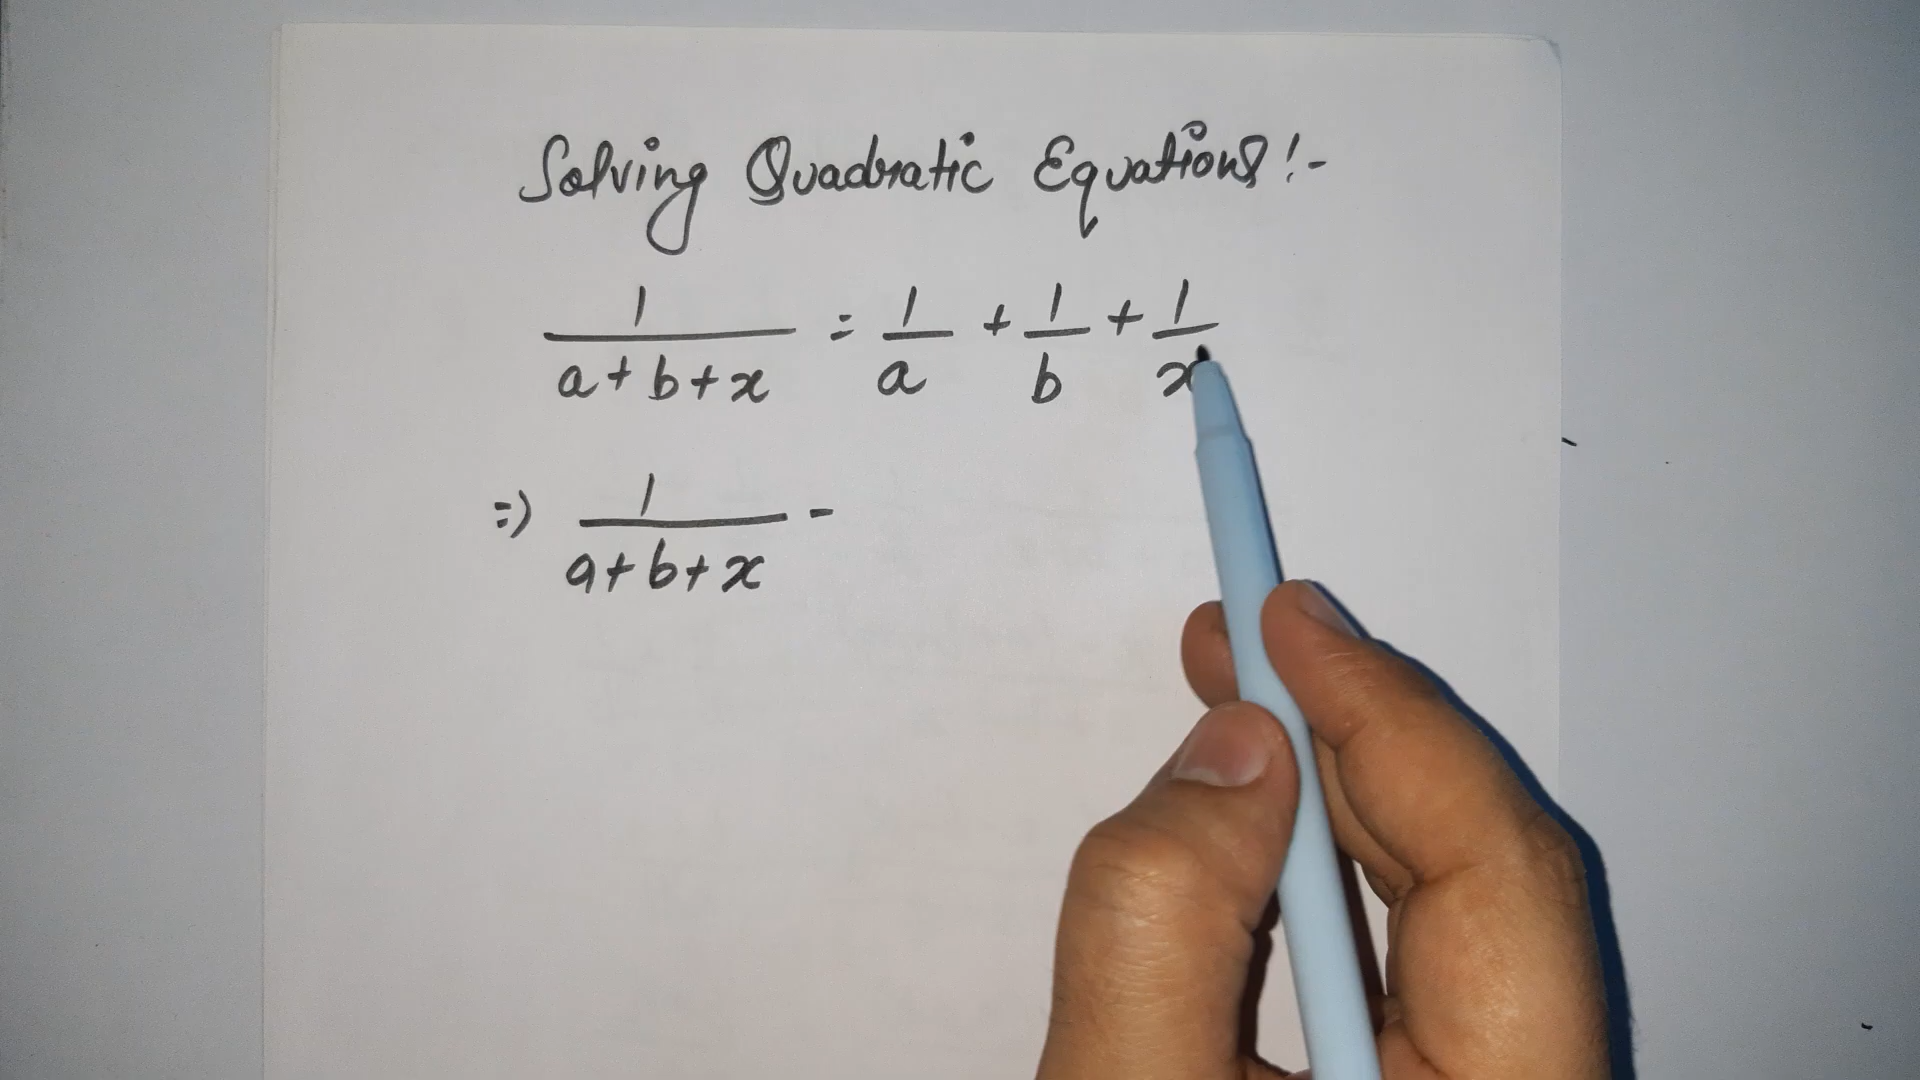 Solving Quadratic Equations:-
1/(a+b+x) = 1/a + 1/b + 1/x
=> 1/(a+b+x) -